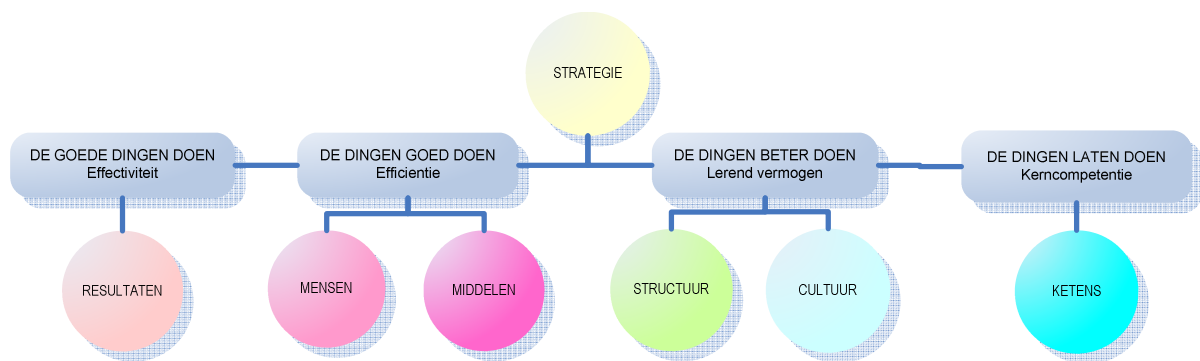 STRATEGIE
DE GOEDE DINGEN DOEN
Effectiviteit
DE DINGEN GOED DOEN
Efficientie
DE DINGEN BETER DOEN
Lerend vermogen
DE DINGEN LATEN DOEN
Kerncompetentie
RESULTATEN
MENSEN
MIDDELEN
STRUCTUUR
CULTUUR
KETENS